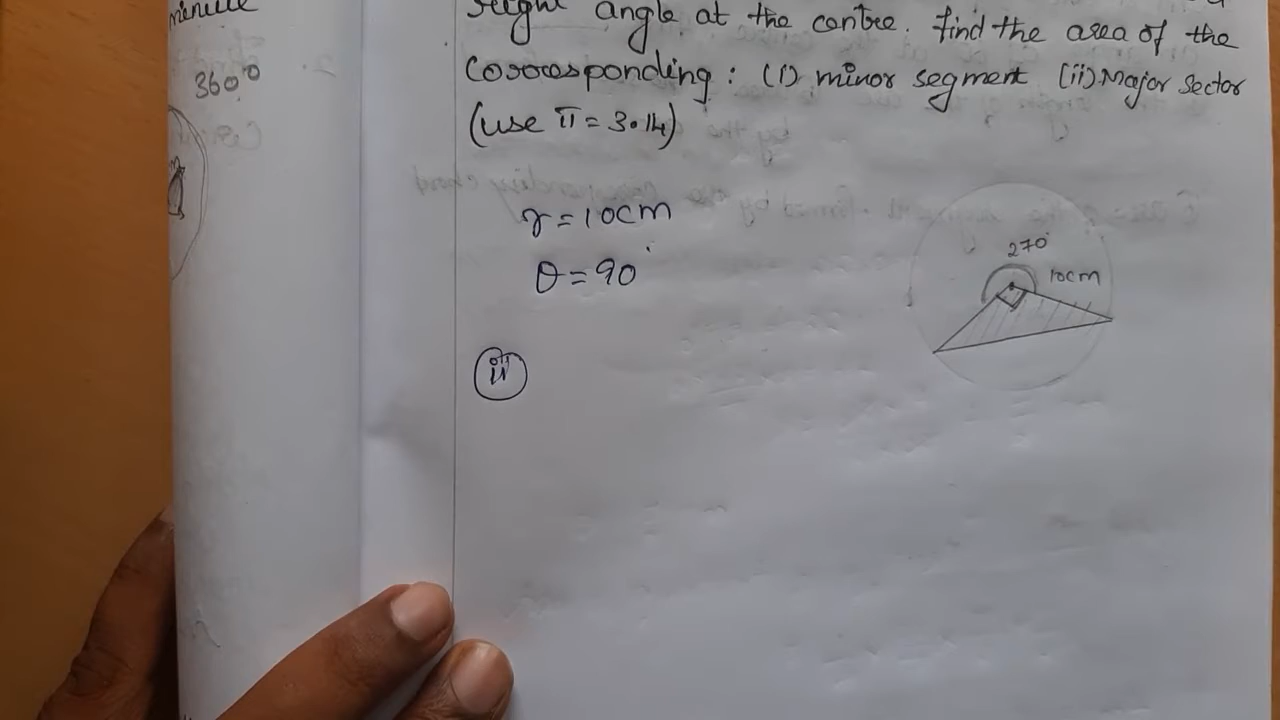 minute
360°
right angle at the centre. find the area of the
Corresponding: (i) minor segment (ii) Major sector
(use π = 3.14)
r = 10cm
θ = 90°
270°
10cm
ii